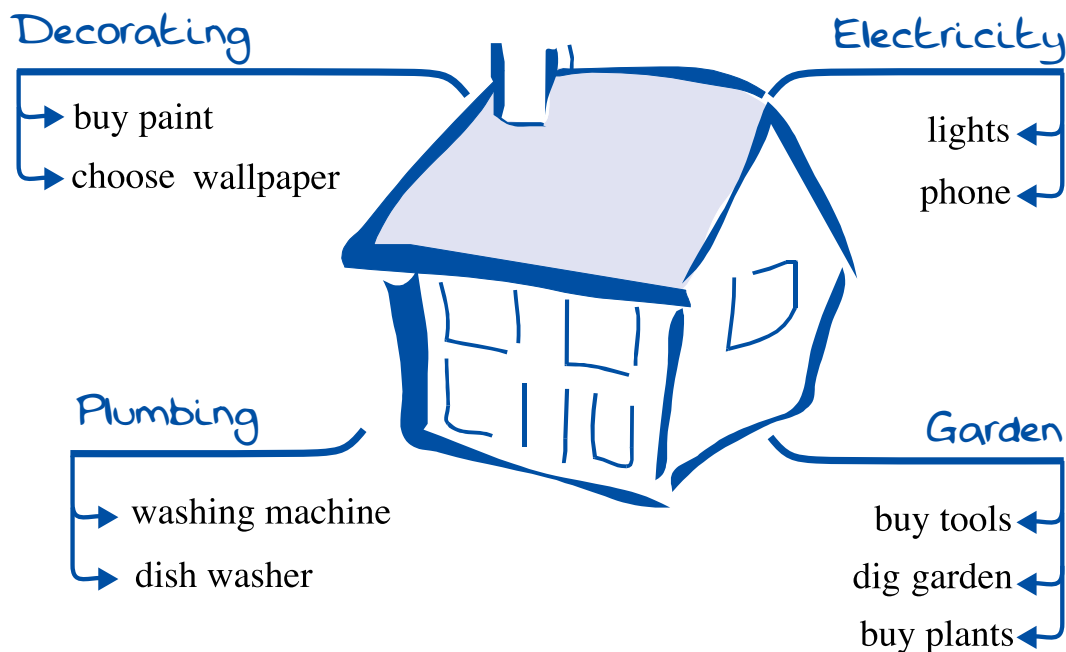 Decorating
buy paint
choose wallpaper
Electricity
lights
phone
Plumbing
washing machine
dish washer
Garden
buy tools
dig garden
buy plants